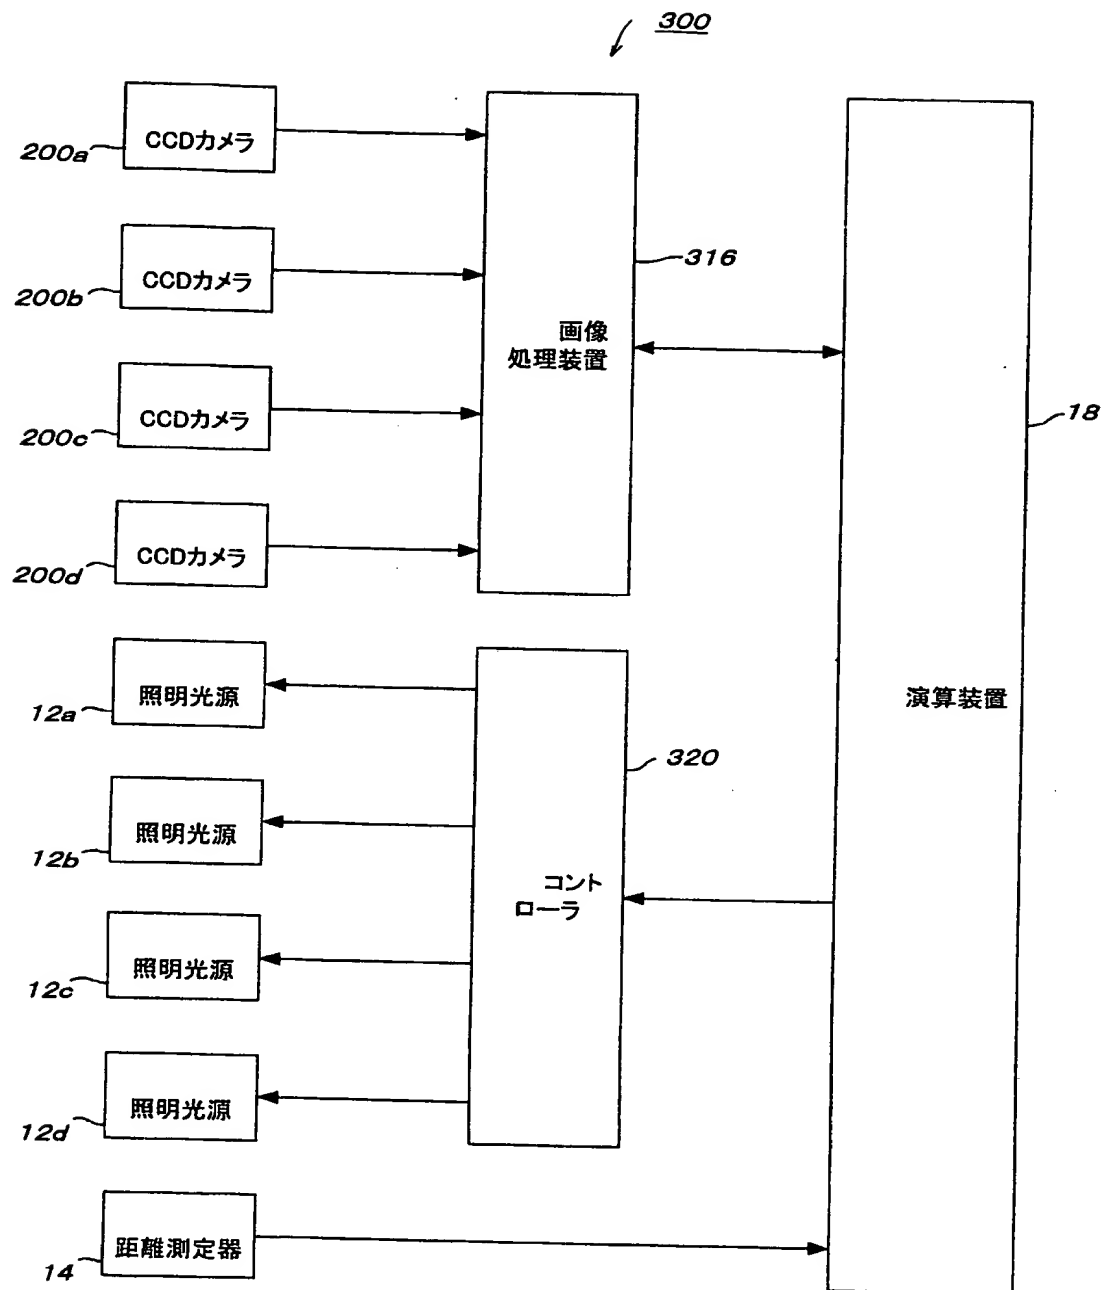 300
CCDカメラ
200a
CCDカメラ
200b
CCDカメラ
200c
CCDカメラ
200d
画像
処理装置
316
18
演算装置
照明光源
12a
照明光源
12b
照明光源
12c
照明光源
12d
320
コント
ローラ
距離測定器
14